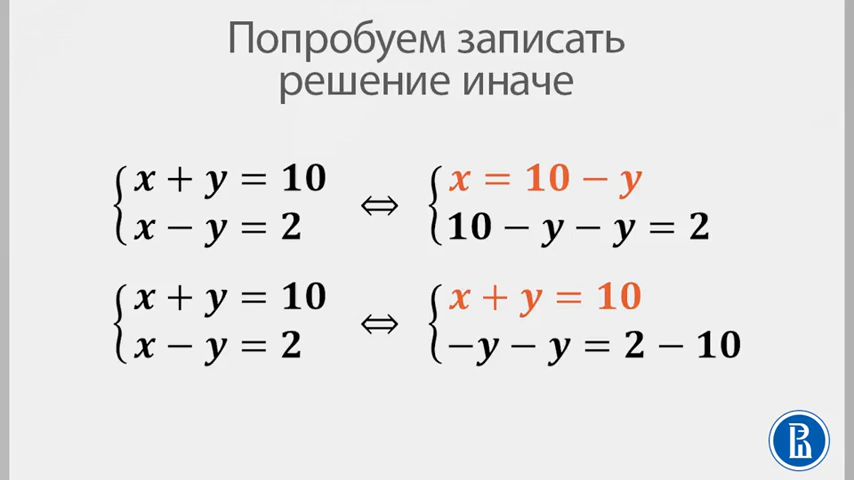 Попробуем записать
решение иначе
x + y = 10
x − y = 2
⇔
x = 10 − y
10 − y − y = 2
x + y = 10
x − y = 2
⇔
x + y = 10
−y − y = 2 − 10